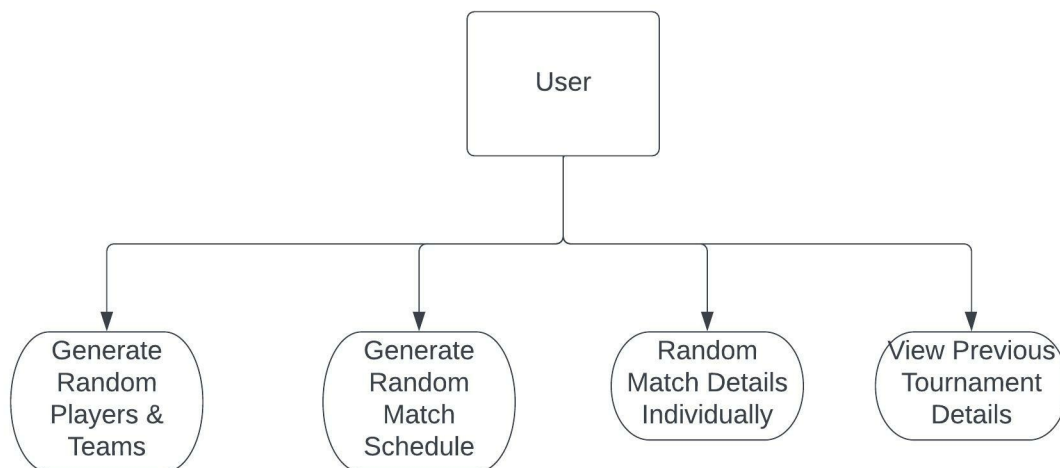 User
Generate
Random
Players &
Teams
Generate
Random
Match
Schedule
Random
Match Details
Individually
View Previous
Tournament
Details